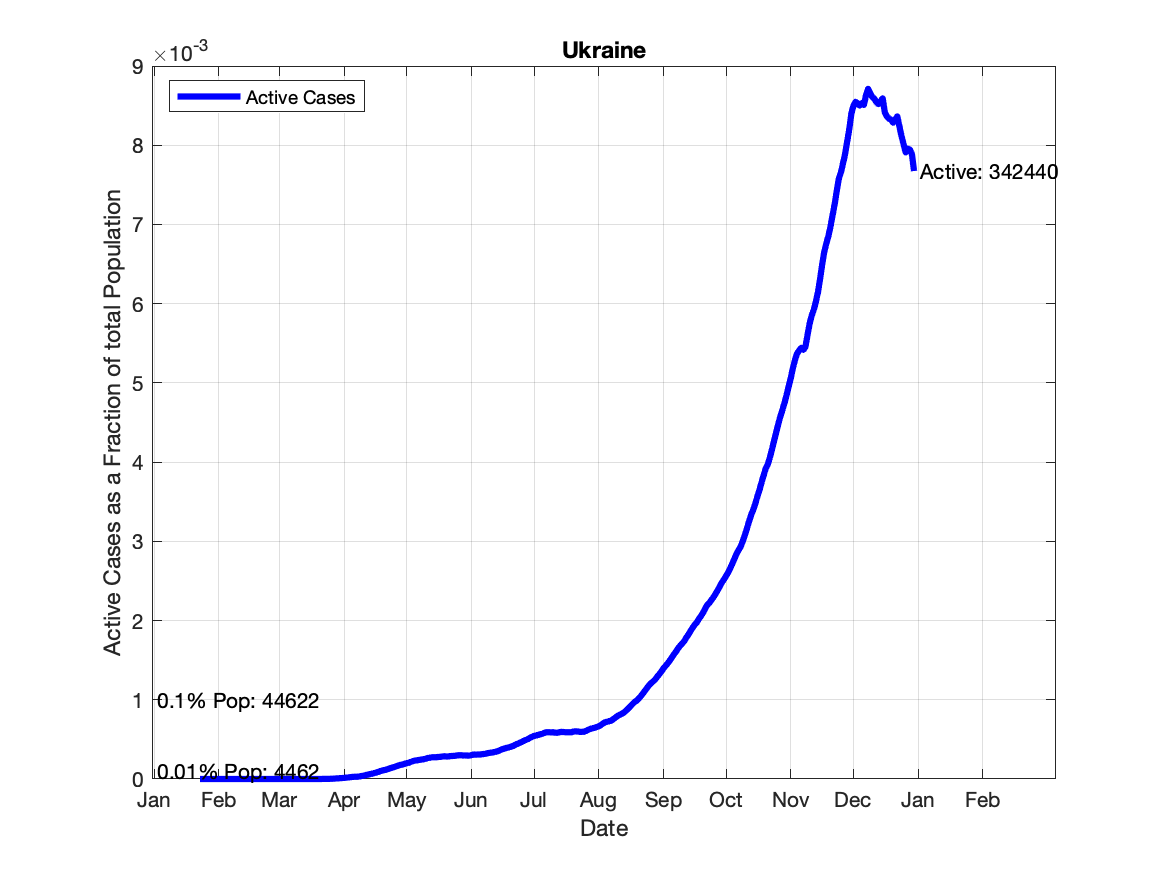 Ukraine
×10-3
Active Cases
9
8
7
6
5
4
3
2
1
0
Active Cases as a Fraction of total Population
Active: 342440
0.1% Pop: 44622
0.01% Pop: 4462
Jan Feb Mar Apr May Jun Jul Aug Sep Oct Nov Dec Jan Feb
Date